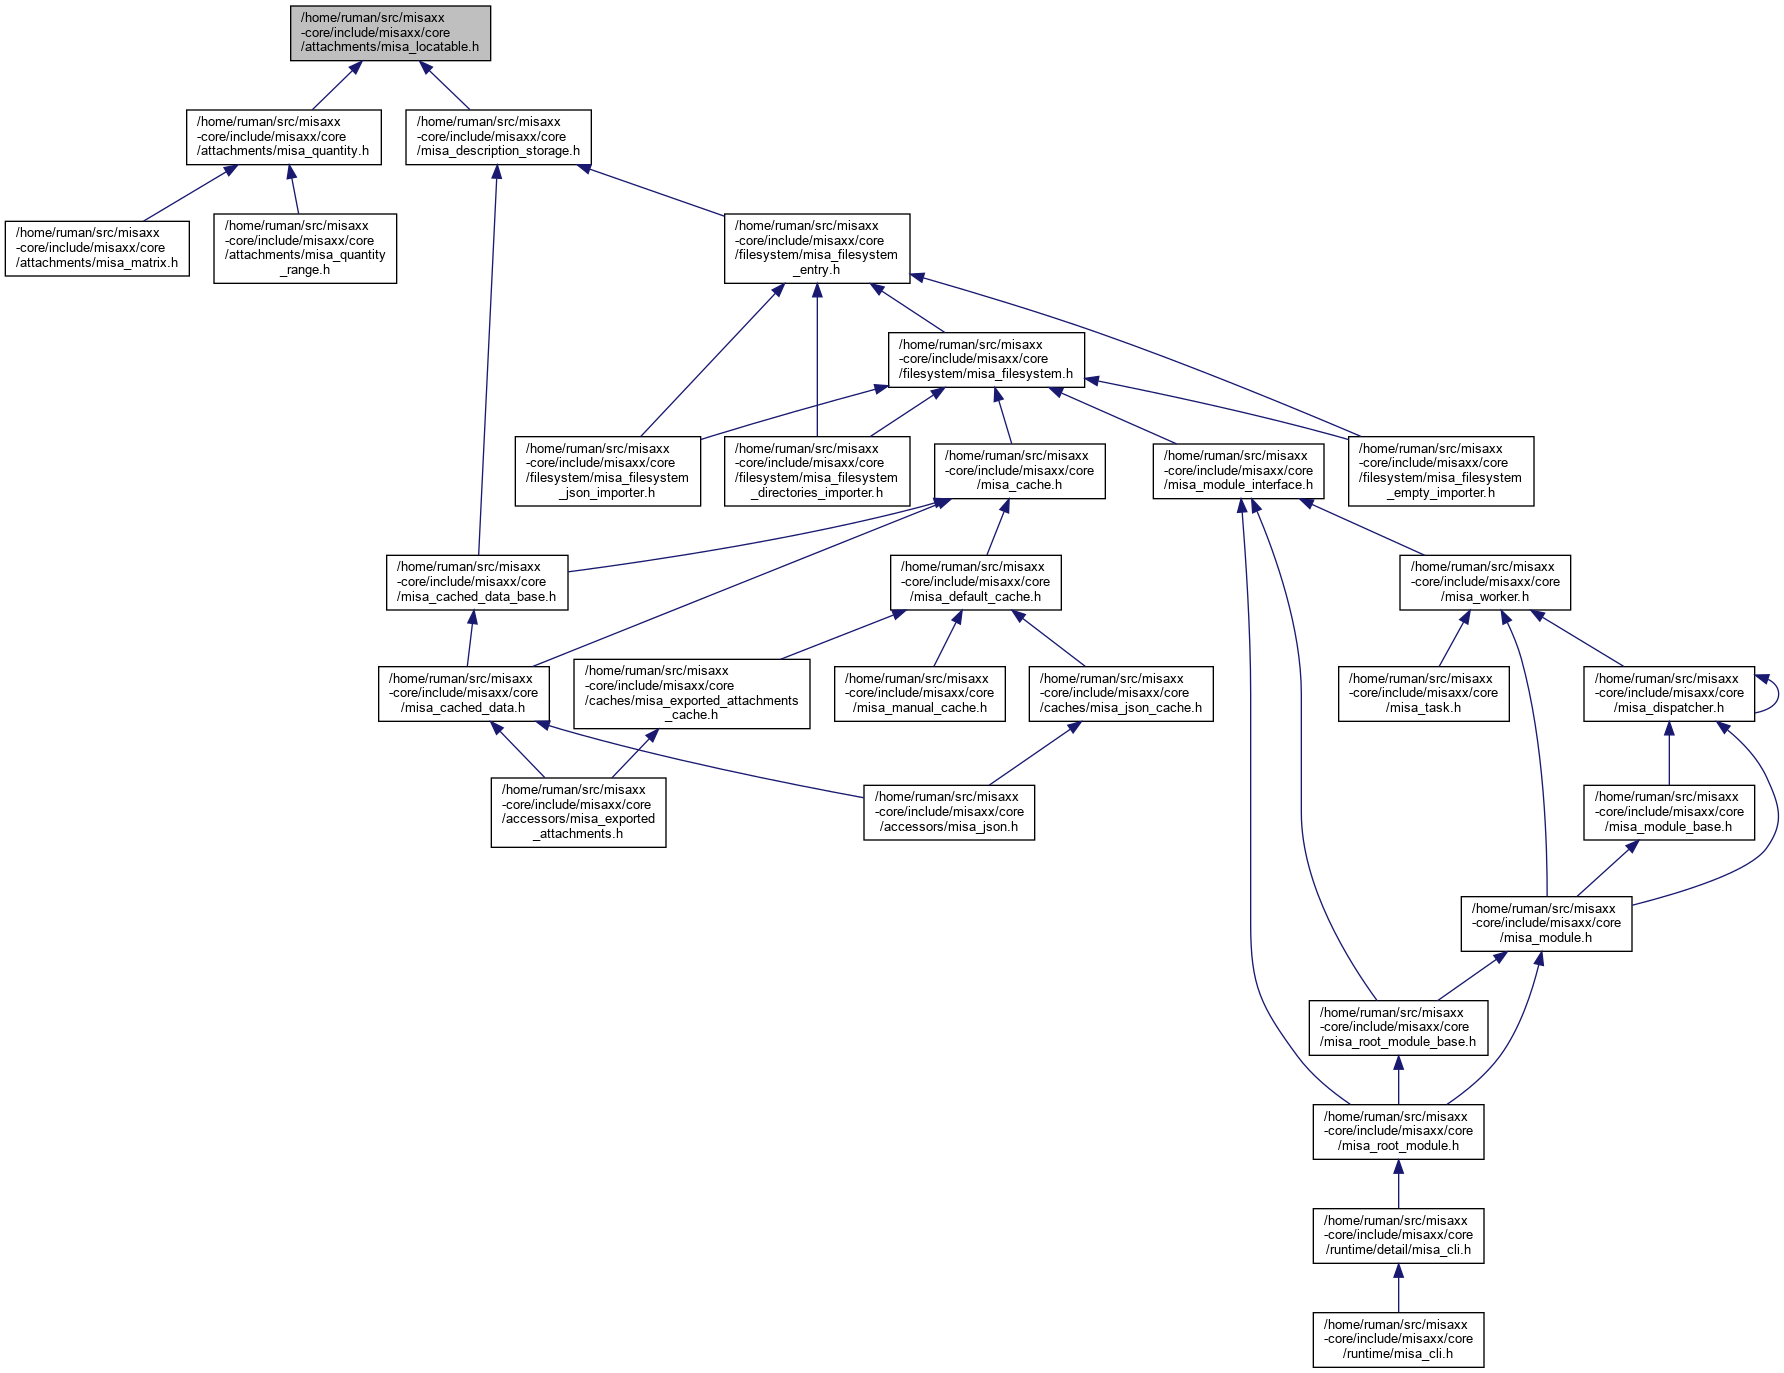 /home/ruman/src/misaxx
-core/include/misaxx/core
/attachments/misa_locatable.h
/home/ruman/src/misaxx
-core/include/misaxx/core
/attachments/misa_quantity.h
/home/ruman/src/misaxx
-core/include/misaxx/core
/misa_description_storage.h
/home/ruman/src/misaxx
-core/include/misaxx/core
/attachments/misa_matrix.h
/home/ruman/src/misaxx
-core/include/misaxx/core
/attachments/misa_quantity
_range.h
/home/ruman/src/misaxx
-core/include/misaxx/core
/filesystem/misa_filesystem
_entry.h
/home/ruman/src/misaxx
-core/include/misaxx/core
/filesystem/misa_filesystem.h
/home/ruman/src/misaxx
-core/include/misaxx/core
/filesystem/misa_filesystem
_json_importer.h
/home/ruman/src/misaxx
-core/include/misaxx/core
/filesystem/misa_filesystem
_directories_importer.h
/home/ruman/src/misaxx
-core/include/misaxx/core
/misa_cache.h
/home/ruman/src/misaxx
-core/include/misaxx/core
/misa_module_interface.h
/home/ruman/src/misaxx
-core/include/misaxx/core
/filesystem/misa_filesystem
_empty_importer.h
/home/ruman/src/misaxx
-core/include/misaxx/core
/misa_cached_data_base.h
/home/ruman/src/misaxx
-core/include/misaxx/core
/misa_default_cache.h
/home/ruman/src/misaxx
-core/include/misaxx/core
/misa_worker.h
/home/ruman/src/misaxx
-core/include/misaxx/core
/misa_cached_data.h
/home/ruman/src/misaxx
-core/include/misaxx/core
/caches/misa_exported_attachments
_cache.h
/home/ruman/src/misaxx
-core/include/misaxx/core
/misa_manual_cache.h
/home/ruman/src/misaxx
-core/include/misaxx/core
/caches/misa_json_cache.h
/home/ruman/src/misaxx
-core/include/misaxx/core
/misa_task.h
/home/ruman/src/misaxx
-core/include/misaxx/core
/misa_dispatcher.h
/home/ruman/src/misaxx
-core/include/misaxx/core
/accessors/misa_exported
_attachments.h
/home/ruman/src/misaxx
-core/include/misaxx/core
/accessors/misa_json.h
/home/ruman/src/misaxx
-core/include/misaxx/core
/misa_module_base.h
/home/ruman/src/misaxx
-core/include/misaxx/core
/misa_module.h
/home/ruman/src/misaxx
-core/include/misaxx/core
/misa_root_module_base.h
/home/ruman/src/misaxx
-core/include/misaxx/core
/misa_root_module.h
/home/ruman/src/misaxx
-core/include/misaxx/core
/runtime/detail/misa_cli.h
/home/ruman/src/misaxx
-core/include/misaxx/core
/runtime/misa_cli.h